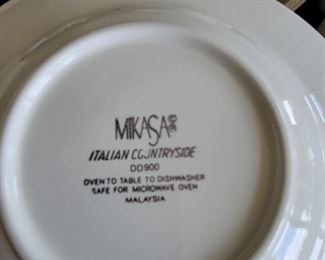 MIKASA®
ITALIAN COUNTRYSIDE
DD900
OVEN TO TABLE TO DISHWASHER
SAFE FOR MICROWAVE OVEN
MALAYSIA